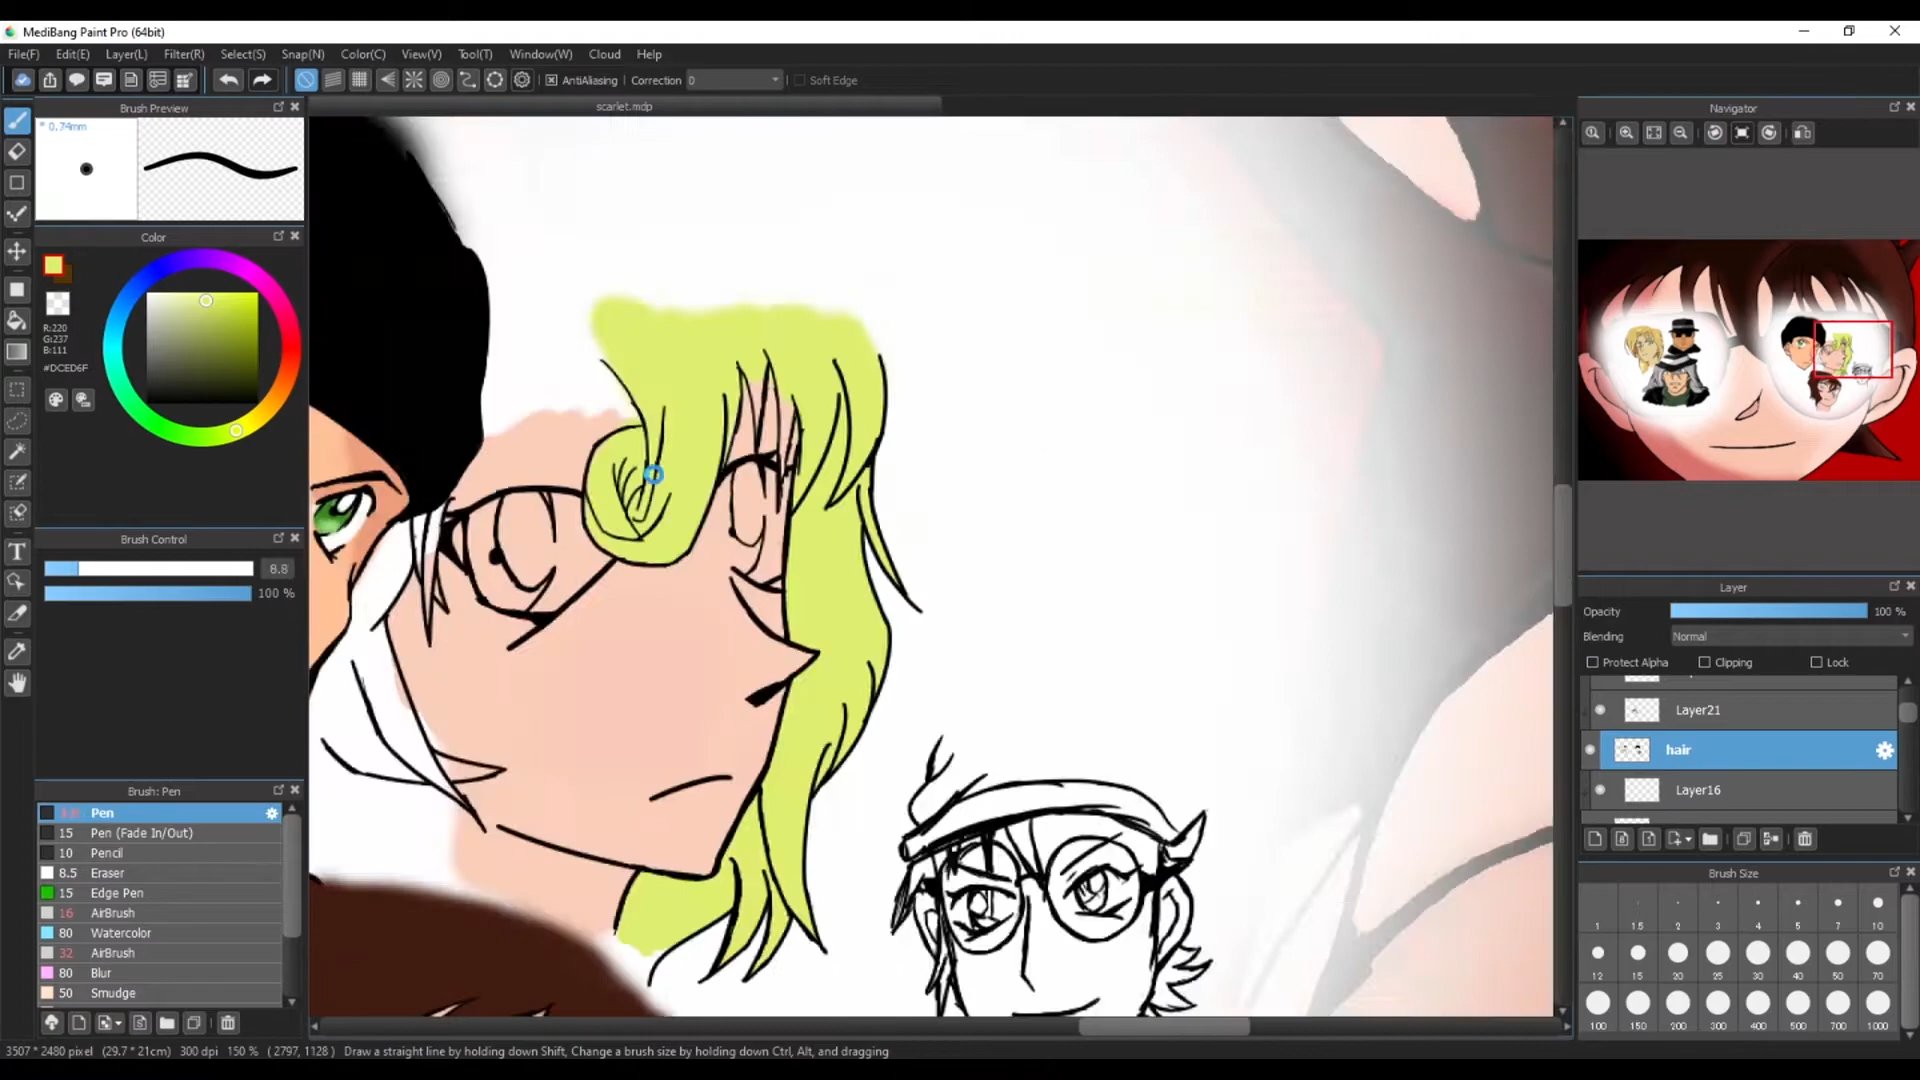 MediBang Paint Pro (64bit)
File(F) Edit(E) Layer(L) Filter(R) Select(S) Snap(N) Color(C) View(V) Tool(T) Window(W) Cloud Help
AntiAliasing Correction 0 Soft Edge
Brush Preview
scarlet.mdp
Navigator
* 0.74mm
Color
R:220
G:237
B:111
#DCED6F
Brush Control
8.8
100 %
Layer
Opacity 100 %
Blending Normal
Protect Alpha Clipping Lock
Layer21
hair
Layer16
Brush: Pen
Pen
15 Pen (Fade In/Out)
10 Pencil
8.5 Eraser
15 Edge Pen
16 AirBrush
80 Watercolor
32 AirBrush
80 Blur
50 Smudge
Brush Size
1 1.5 2 3 4 5 7 10
12 15 20 25 30 40 50 70
100 150 200 300 400 500 700 1000
3507 * 2480 pixel (29.7 * 21cm) 300 dpi 150 % ( 2797, 1128 ) Draw a straight line by holding down Shift, Change a brush size by holding down Ctrl, Alt, and dragging